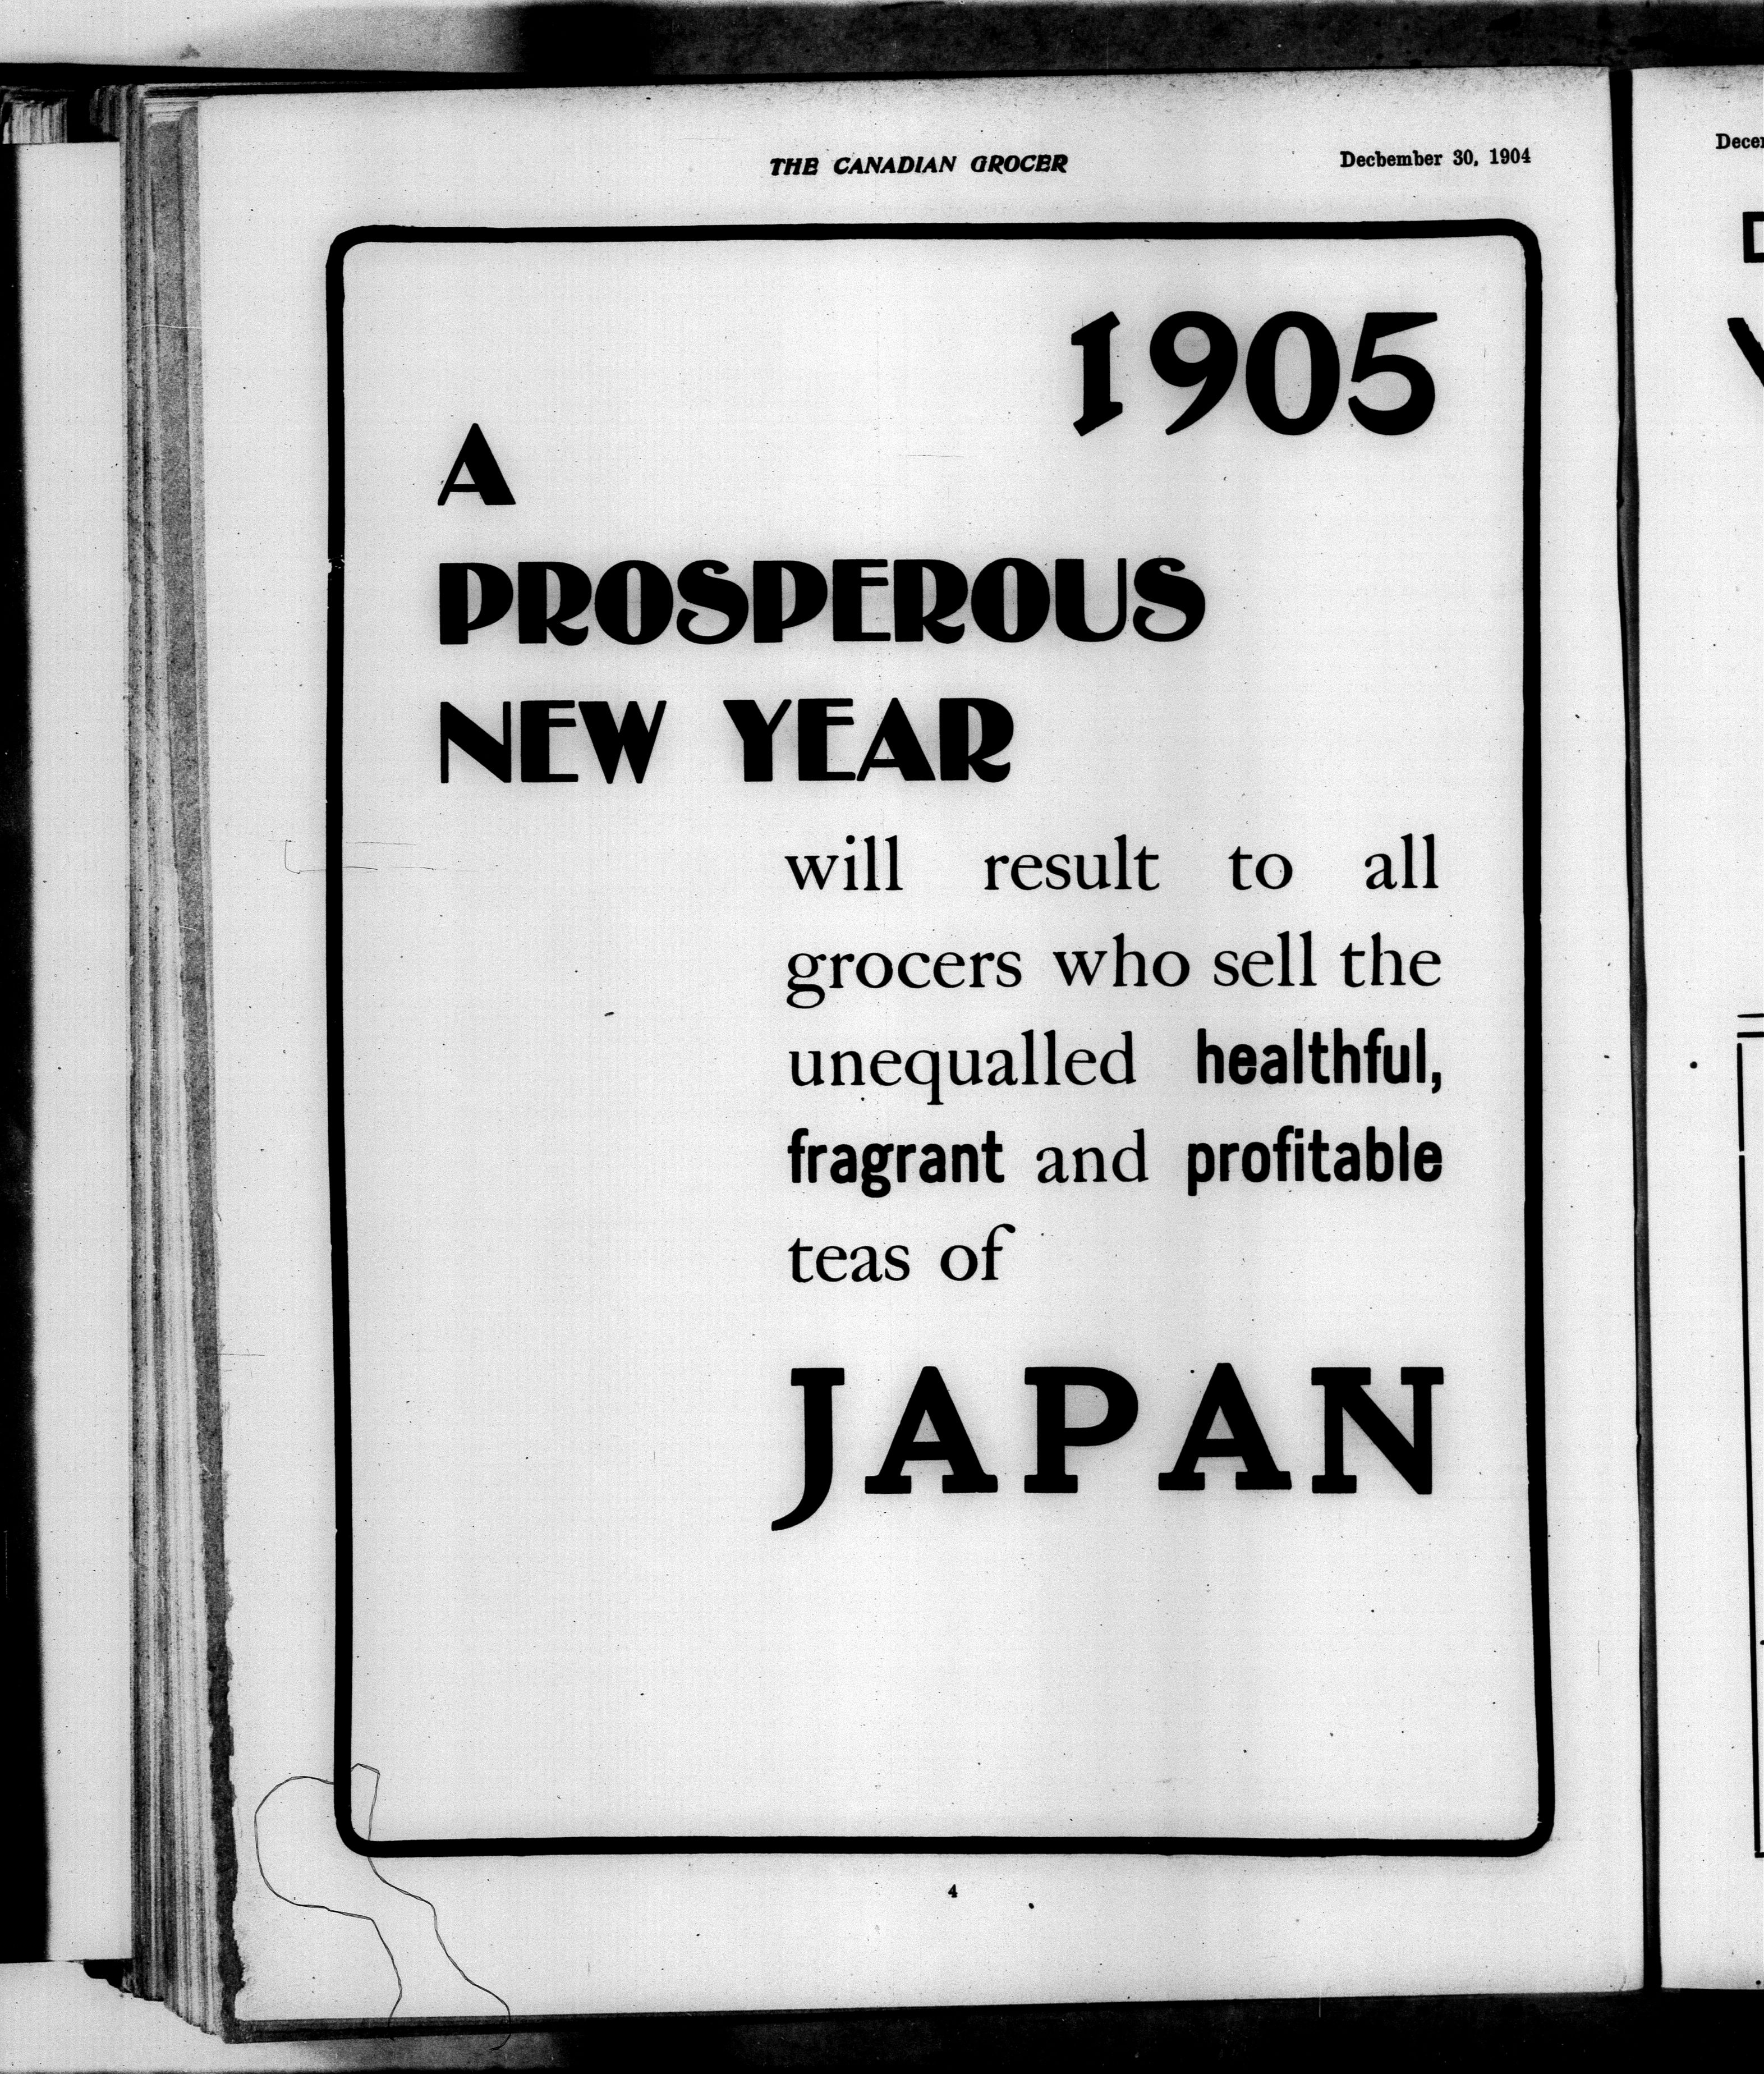 THE CANADIAN GROCER
Decbember 30, 1904
1905
A
PROSPEROUS
NEW YEAR
will result to all
grocers who sell the
unequalled healthful,
fragrant and profitable
teas of
JAPAN
4